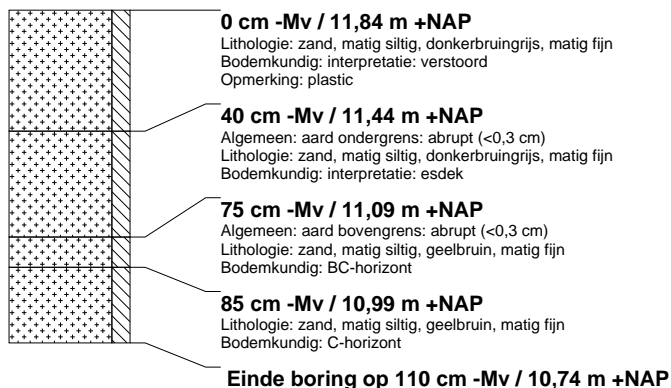 0 cm -Mv / 11,84 m +NAP
Lithologie: zand, matig siltig, donkerbruingrijs, matig fijn
Bodemkundig: interpretatie: verstoord
Opmerking: plastic
40 cm -Mv / 11,44 m +NAP
Algemeen: aard ondergrens: abrupt (<0,3 cm)
Lithologie: zand, matig siltig, donkerbruingrijs, matig fijn
Bodemkundig: interpretatie: esdek
75 cm -Mv / 11,09 m +NAP
Algemeen: aard bovengrens: abrupt (<0,3 cm)
Lithologie: zand, matig siltig, geelbruin, matig fijn
Bodemkundig: BC-horizont
85 cm -Mv / 10,99 m +NAP
Lithologie: zand, matig siltig, geelbruin, matig fijn
Bodemkundig: C-horizont
Einde boring op 110 cm -Mv / 10,74 m +NAP